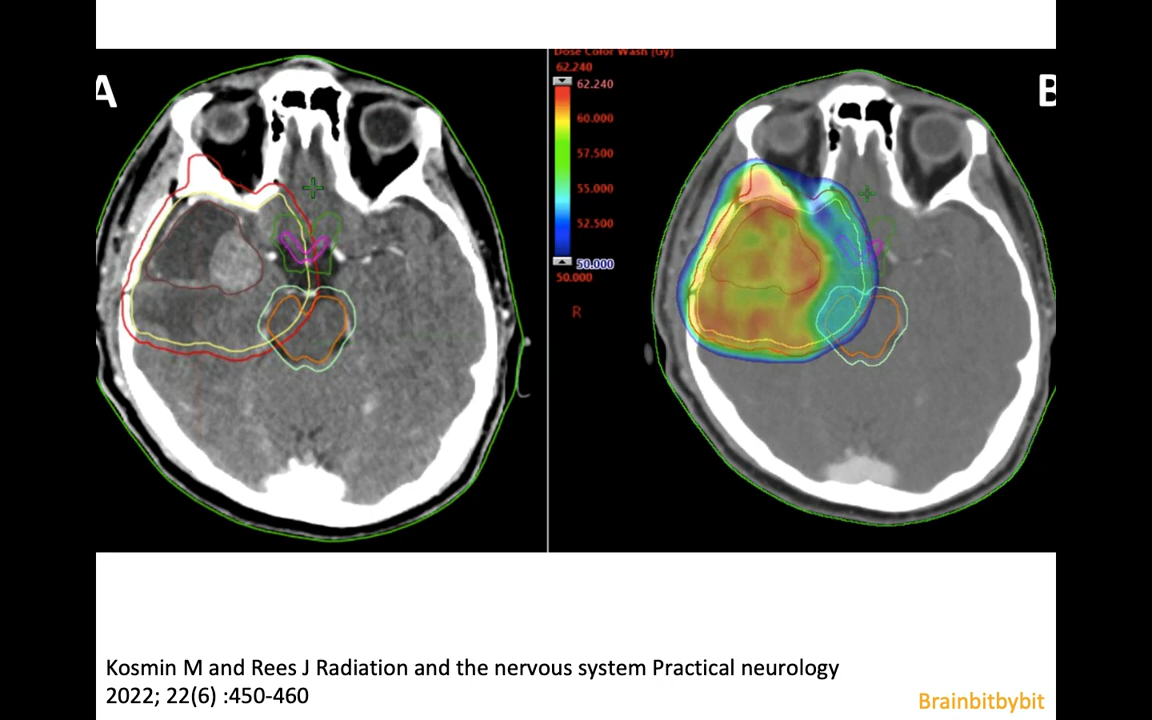 A
Dose Color Wash [Gy]
62.240
62.240
60.000
57.500
55.000
52.500
50.000
50.000
R
B
Kosmin M and Rees J Radiation and the nervous system Practical neurology
2022; 22(6) :450-460
Brainbitbybit